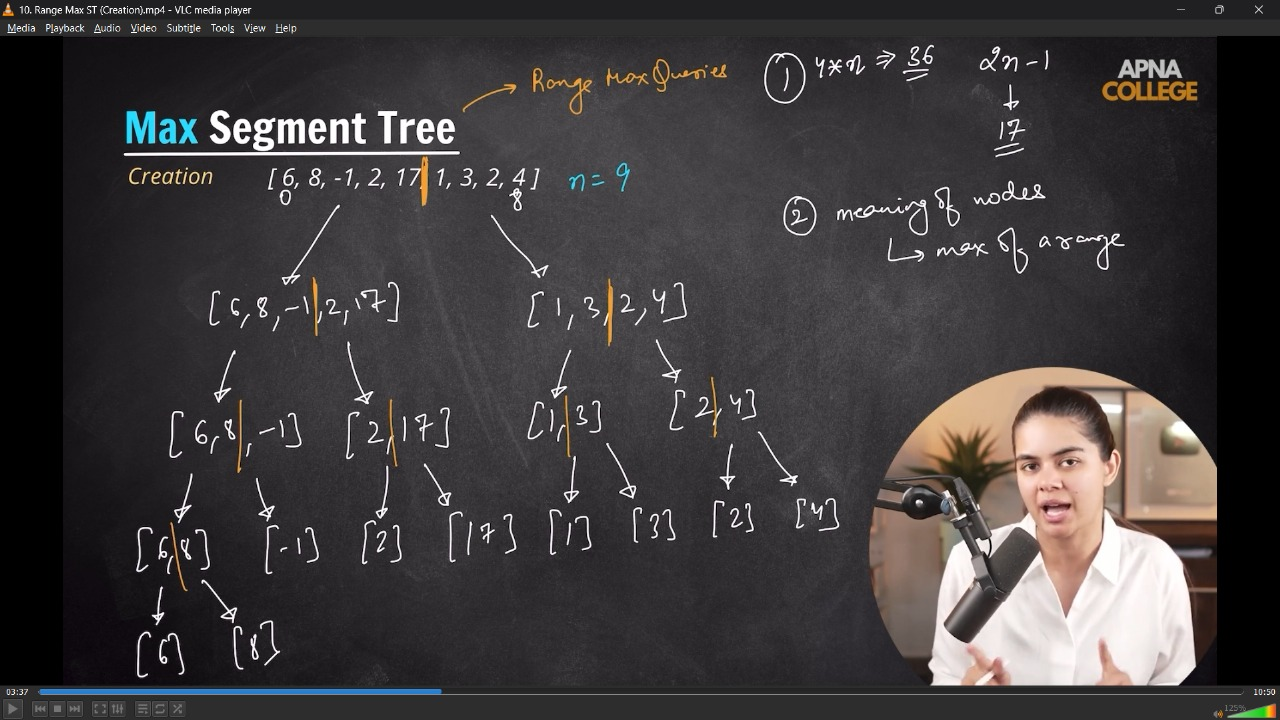 10. Range Max ST (Creation).mp4 - VLC media player
Media Playback Audio Video Subtitle Tools View Help
Range Max Queries
① 4*n ⇒ 36
2n-1
↓
17
APNA
COLLEGE
Max Segment Tree
Creation
[ 6, 8, -1, 2, 17, 1, 3, 2, 4 ] n = 9
0 8
② meaning of nodes
↳ max of a range
[6, 8, -1, 2, 17] [1, 3, 2, 4]
[6, 8, -1] [2, 17] [1, 3] [2, 4]
[6, 8] [-1] [2] [17] [1] [3] [2] [4]
[6] [8]
03:37 10:50
125%